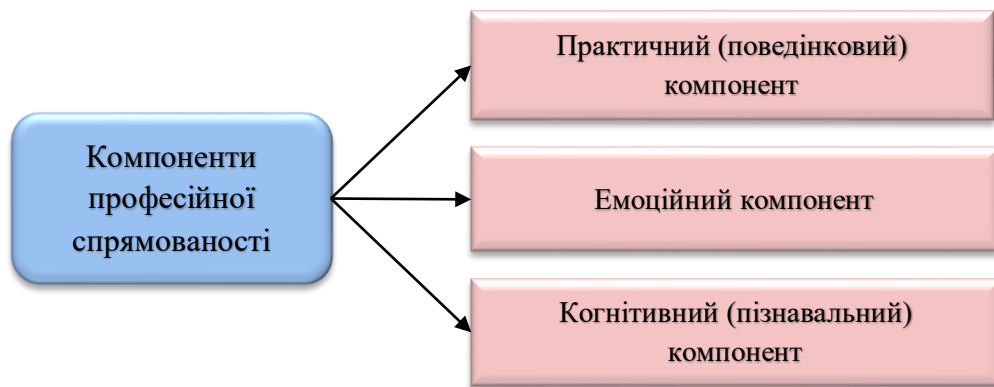 Компоненти
професійної
спрямованості
Практичний (поведінковий)
компонент
Емоційний компонент
Когнітивний (пізнавальний)
компонент